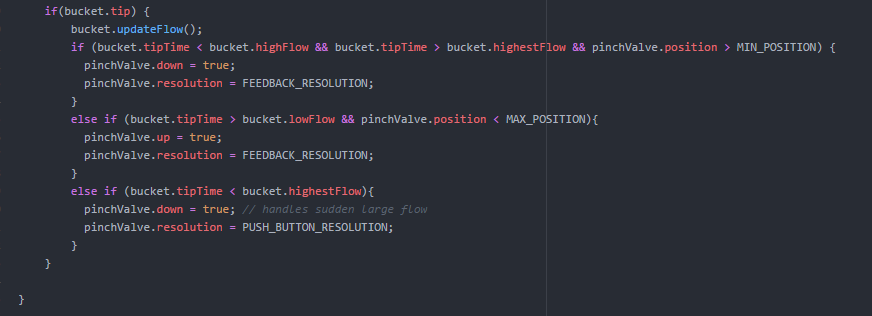 if(bucket.tip) {
bucket.updateFlow();
if (bucket.tipTime < bucket.highFlow && bucket.tipTime > bucket.highestFlow && pinchValve.position > MIN_POSITION) {
pinchValve.down = true;
pinchValve.resolution = FEEDBACK_RESOLUTION;
}
else if (bucket.tipTime > bucket.lowFlow && pinchValve.position < MAX_POSITION){
pinchValve.up = true;
pinchValve.resolution = FEEDBACK_RESOLUTION;
}
else if (bucket.tipTime < bucket.highestFlow){
pinchValve.down = true; // handles sudden large flow
pinchValve.resolution = PUSH_BUTTON_RESOLUTION;
}
}
}